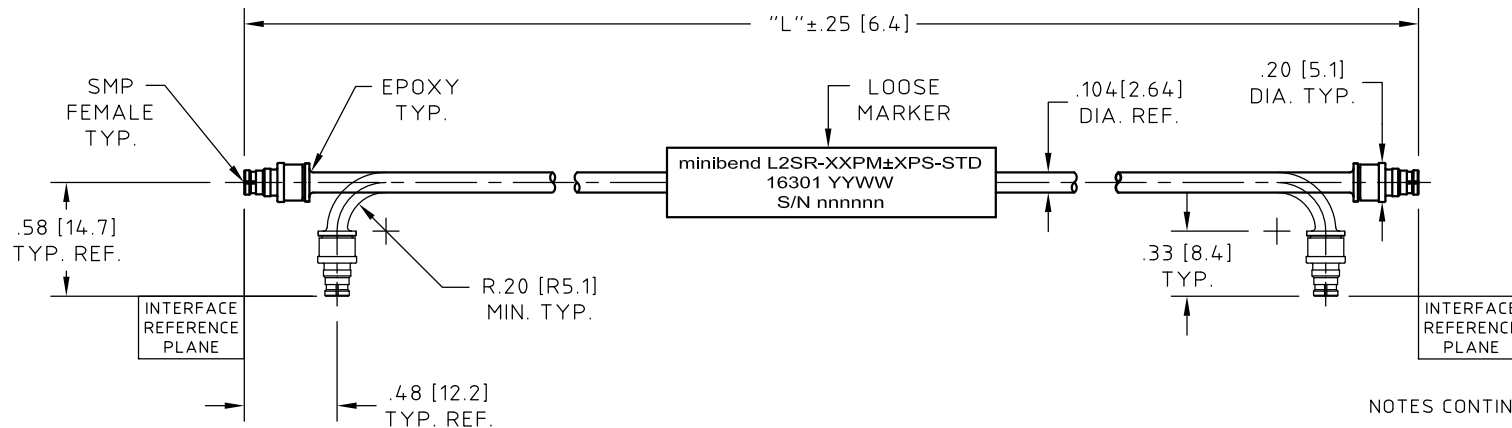 "L"±.25 [6.4]
SMP
FEMALE
TYP.
EPOXY
TYP.
LOOSE
MARKER
.104[2.64]
DIA. REF.
.20 [5.1]
DIA. TYP.
minibend L2SR-XXPM±XPS-STD
16301 YYWW
S/N nnnnnn
.58 [14.7]
TYP. REF.
R.20 [R5.1]
MIN. TYP.
.33 [8.4]
TYP.
INTERFACE
REFERENCE
PLANE
INTERFACE
REFERENCE
PLANE
.48 [12.2]
TYP. REF.
NOTES CONTIN